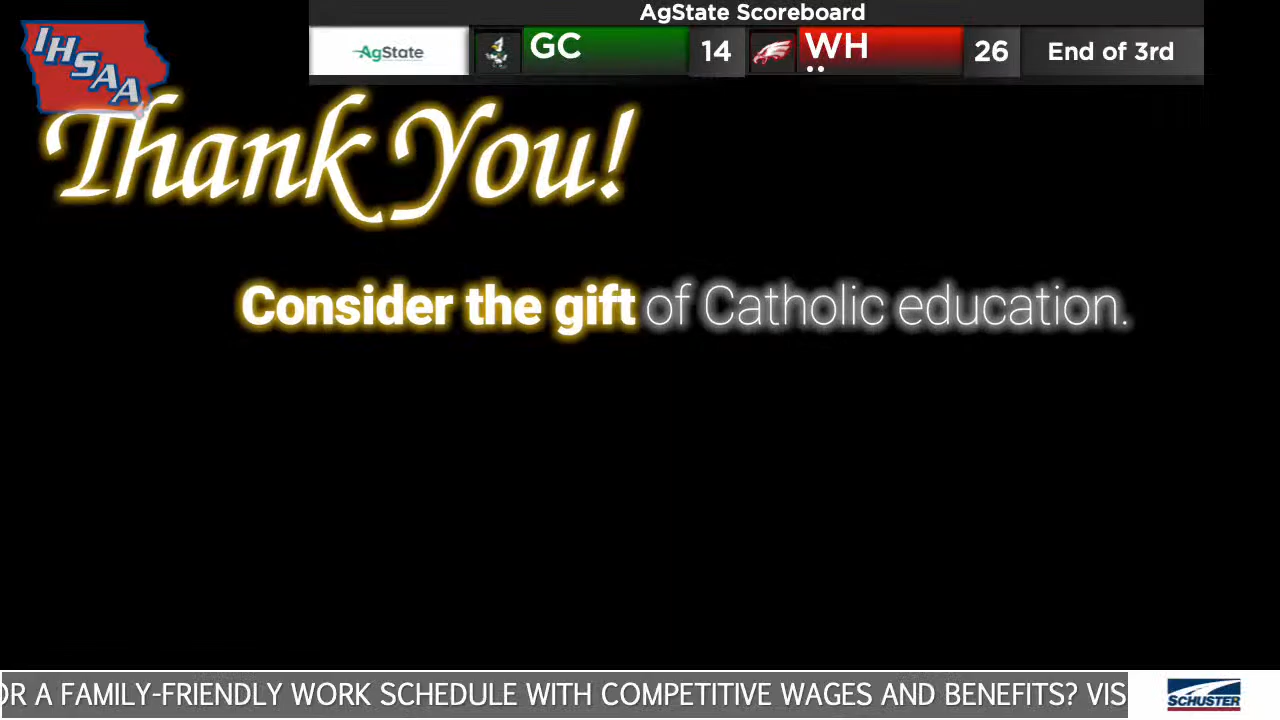 AgState Scoreboard
IHSAA
AgState GC 14 WH 26 End of 3rd
Thank You!
Consider the gift of Catholic education.
OR A FAMILY-FRIENDLY WORK SCHEDULE WITH COMPETITIVE WAGES AND BENEFITS? VIS
SCHUSTER